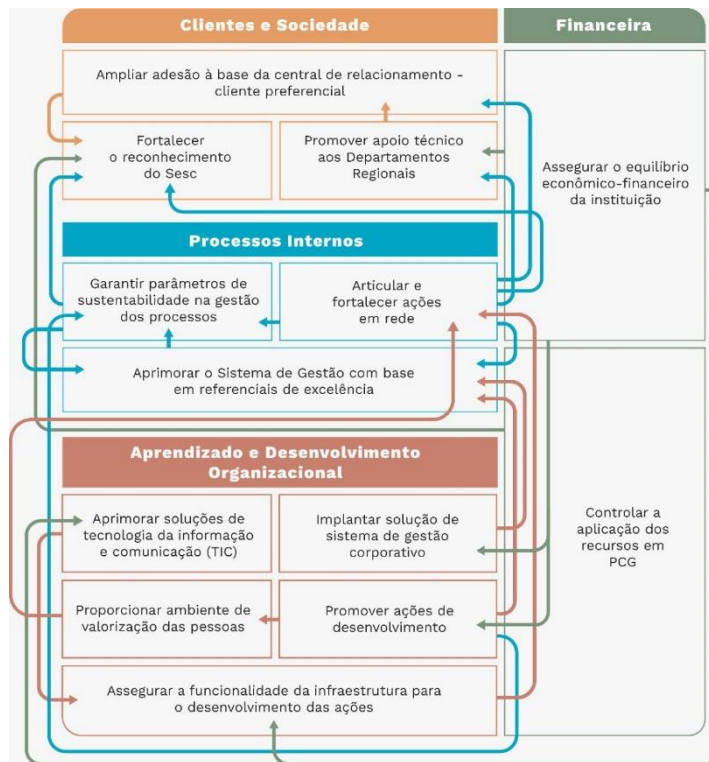 Clientes e Sociedade
Ampliar adesão à base da central de relacionamento -
cliente preferencial
Fortalecer
o reconhecimento
do Sesc
Promover apoio técnico
aos Departamentos
Regionais
Financeira
Assegurar o equilíbrio
econômico-financeiro
da instituição
Processos Internos
Garantir parâmetros de
sustentabilidade na gestão
dos processos
Articular e
fortalecer ações
em rede
Aprimorar o Sistema de Gestão com base
em referenciais de excelência
Controlar a
aplicação dos
recursos em
PCG
Aprendizado e Desenvolvimento
Organizacional
Aprimorar soluções de
tecnologia da informação
e comunicação (TIC)
Implantar solução de
sistema de gestão
corporativo
Proporcionar ambiente de
valorização das pessoas
Promover ações de
desenvolvimento
Assegurar a funcionalidade da infraestrutura para
o desenvolvimento das ações